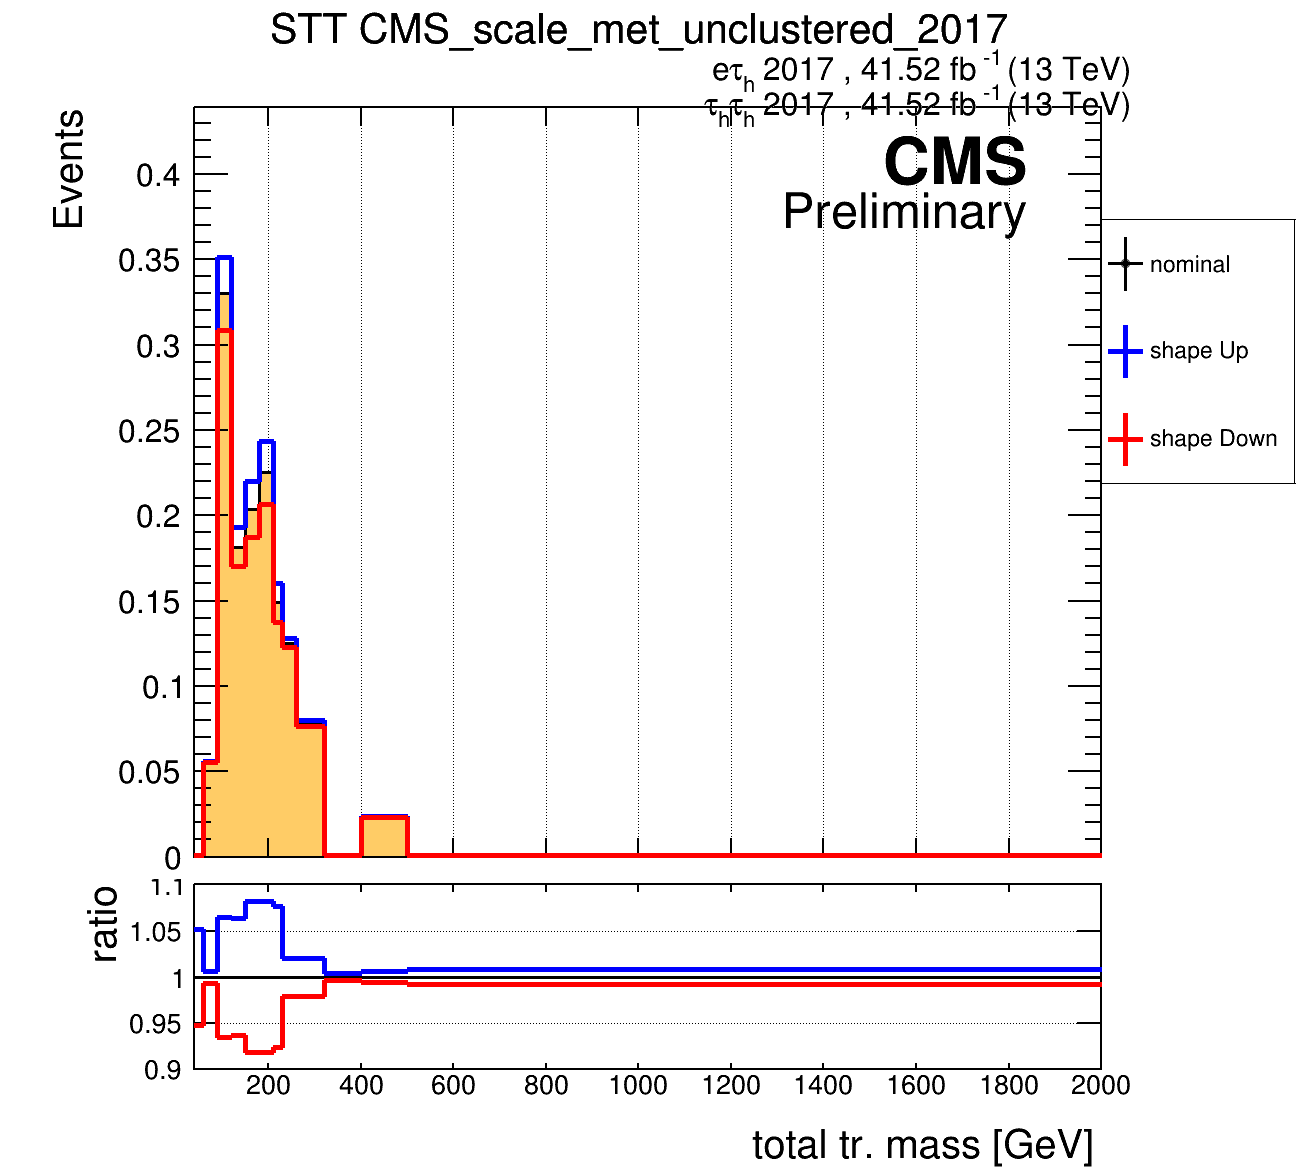 STT CMS_scale_met_unclustered_2017
eτh 2017 , 41.52 fb-1 (13 TeV)
τhτh 2017 , 41.52 fb-1 (13 TeV)
CMS
Preliminary
Events
0.4
0.35
0.3
0.25
0.2
0.15
0.1
0.05
0
nominal
shape Up
shape Down
ratio
1.1
1.05
1
0.95
0.9
200 400 600 800 1000 1200 1400 1600 1800 2000
total tr. mass [GeV]